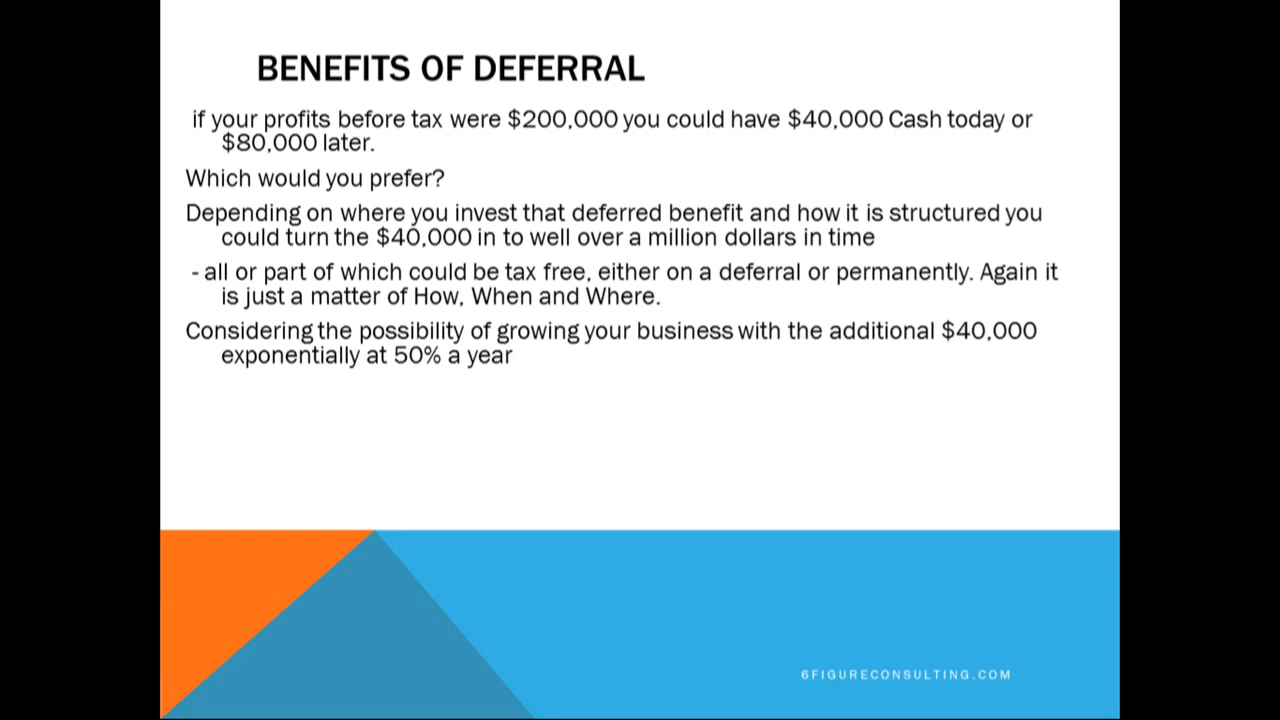 BENEFITS OF DEFERRAL
if your profits before tax were $200,000 you could have $40,000 Cash today or
$80,000 later.
Which would you prefer?
Depending on where you invest that deferred benefit and how it is structured you
could turn the $40,000 in to well over a million dollars in time
- all or part of which could be tax free, either on a deferral or permanently. Again it
is just a matter of How, When and Where.
Considering the possibility of growing your business with the additional $40,000
exponentially at 50% a year
6FIGURECONSULTING.COM